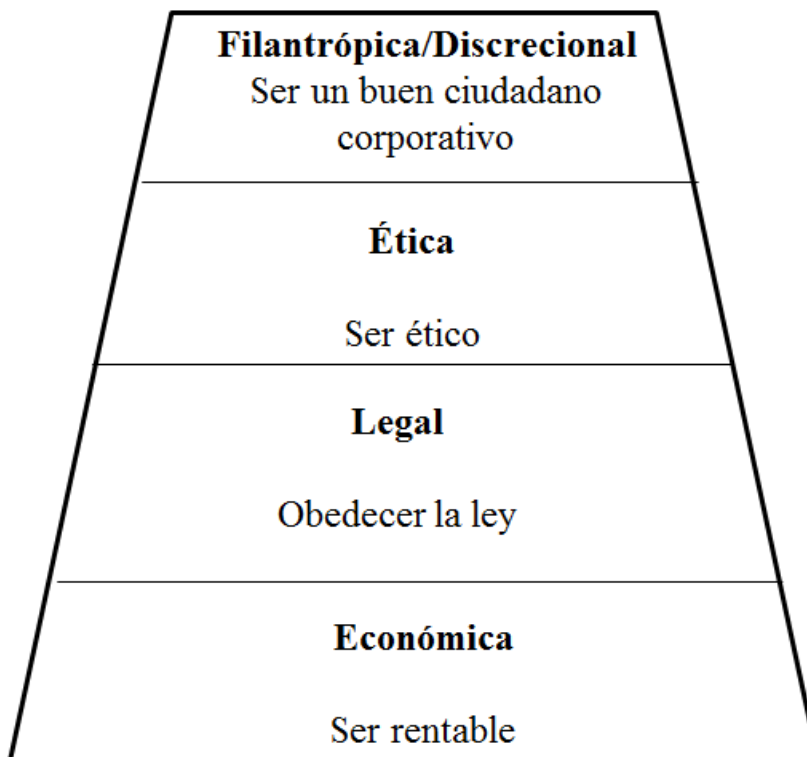 Filantrópica/Discrecional
Ser un buen ciudadano
corporativo
Ética
Ser ético
Legal
Obedecer la ley
Económica
Ser rentable